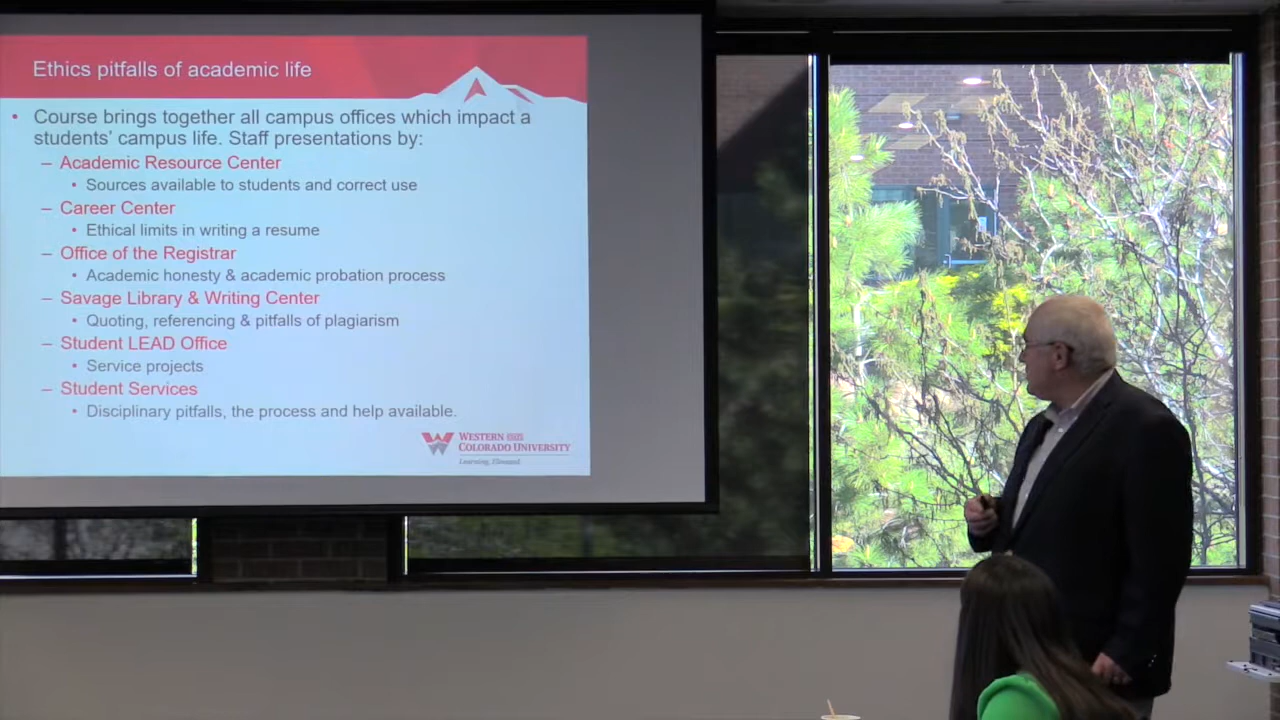 Ethics pitfalls of academic life
• Course brings together all campus offices which impact a
students' campus life. Staff presentations by:
– Academic Resource Center
• Sources available to students and correct use
– Career Center
• Ethical limits in writing a resume
– Office of the Registrar
• Academic honesty & academic probation process
– Savage Library & Writing Center
• Quoting, referencing & pitfalls of plagiarism
– Student LEAD Office
• Service projects
– Student Services
• Disciplinary pitfalls, the process and help available.
WESTERN
COLORADO UNIVERSITY
Learning, Elevated.